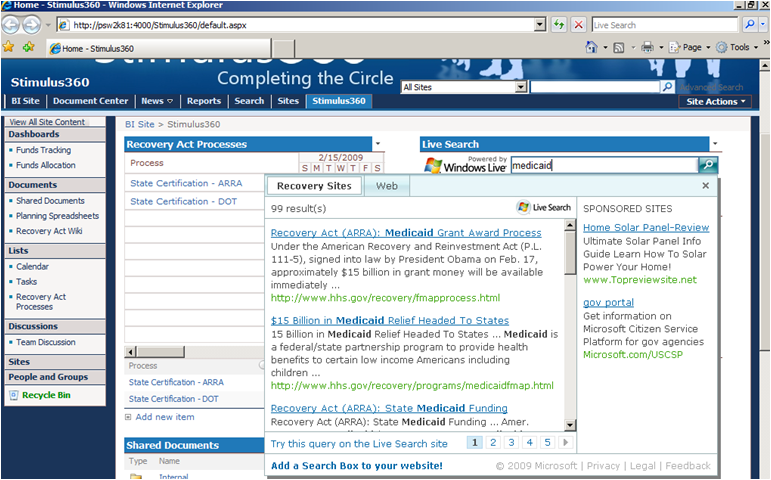 Home - Stimulus360 - Windows Internet Explorer
http://psw2k81:4000/Stimulus360/default.aspx
Live Search
Home - Stimulus360
Page
Tools
Stimulus360
Completing the Circle
All Sites
Advanced Search
BI Site
Document Center
News
Reports
Search
Sites
Stimulus360
Site Actions
View All Site Content
Dashboards
Funds Tracking
Funds Allocation
Documents
Shared Documents
Planning Spreadsheets
Recovery Act Wiki
Lists
Calendar
Tasks
Recovery Act
Processes
Discussions
Team Discussion
Sites
People and Groups
Recycle Bin
BI Site > Stimulus360
Recovery Act Processes
Process
2/15/2009
S M T W T F S
State Certification - ARRA
State Certification - DOT
Process
State Certification - ARRA
State Certification - DOT
Add new item
Shared Documents
Type Name
Internal
Live Search
Powered by
Windows Live
medicaid
Recovery Sites
Web
99 result(s)
Live Search
Recovery Act (ARRA): Medicaid Grant Award Process
Under the American Recovery and Reinvestment Act (P.L.
111-5), signed into law by President Obama on Feb. 17,
approximately $15 billion in grant money will be available
immediately ...
http://www.hhs.gov/recovery/fmapprocess.html
$15 Billion in Medicaid Relief Headed To States
15 Billion in Medicaid Relief Headed To States ... Medicaid is
a federal/state partnership program to provide health
benefits to certain low income Americans including
children ...
http://www.hhs.gov/recovery/programs/medicaidfmap.html
Recovery Act (ARRA): State Medicaid Funding
Recovery Act (ARRA): State Medicaid Funding ... Amer.
Try this query on the Live Search site
1 2 3 4 5
Add a Search Box to your website!
SPONSORED SITES
Home Solar Panel-Review
Ultimate Solar Panel Info
Guide Learn How To Solar
Power Your Home!
www.Topreviewsite.net
gov portal
Get information on
Microsoft Citizen Service
Platform for gov agencies
Microsoft.com/USCSP
© 2009 Microsoft | Privacy | Legal | Feedback